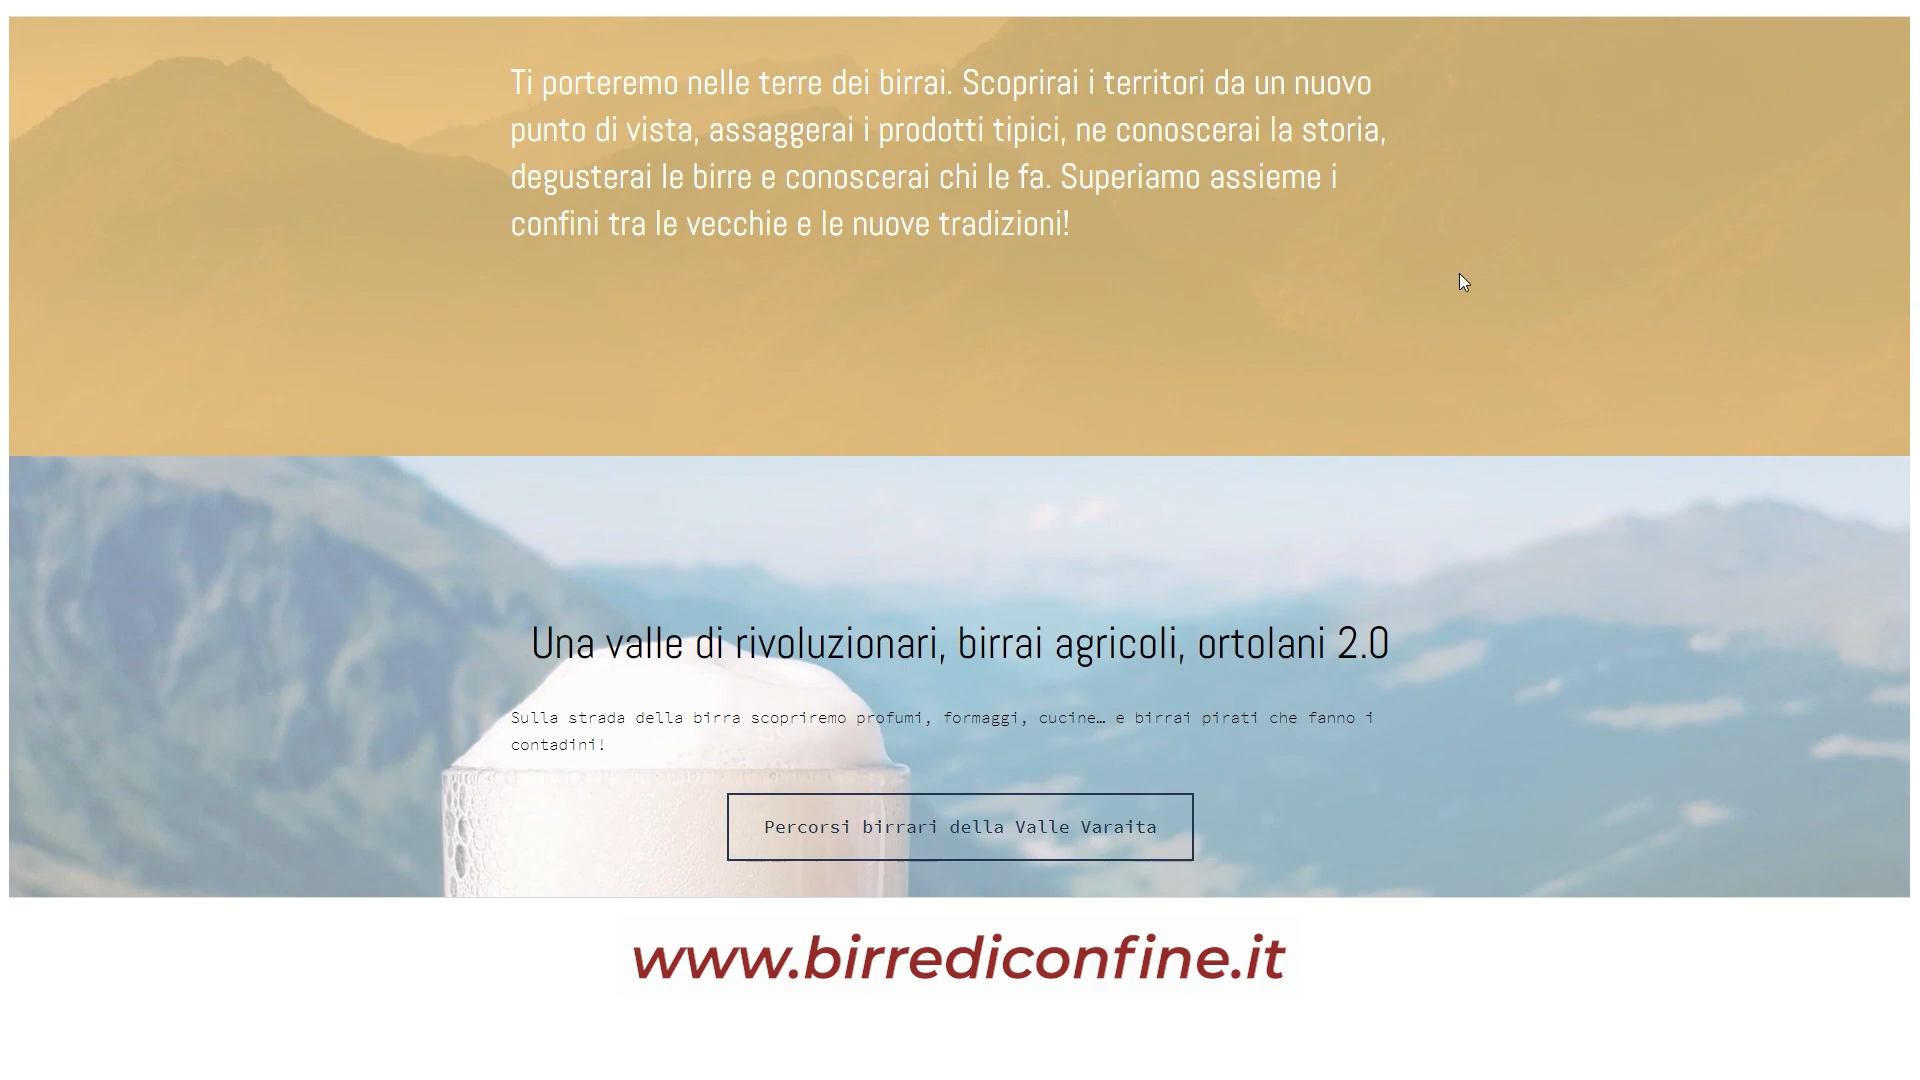 Ti porteremo nelle terre dei birrai. Scoprirai i territori da un nuovo
punto di vista, assaggerai i prodotti tipici, ne conoscerai la storia,
degusterai le birre e conoscerai chi le fa. Superiamo assieme i
confini tra le vecchie e le nuove tradizioni!
Una valle di rivoluzionari, birrai agricoli, ortolani 2.0
Sulla strada della birra scopriremo profumi, formaggi, cucine… e birrai pirati che fanno i
contadini!
Percorsi birrari della Valle Varaita
www.birrediconfine.it